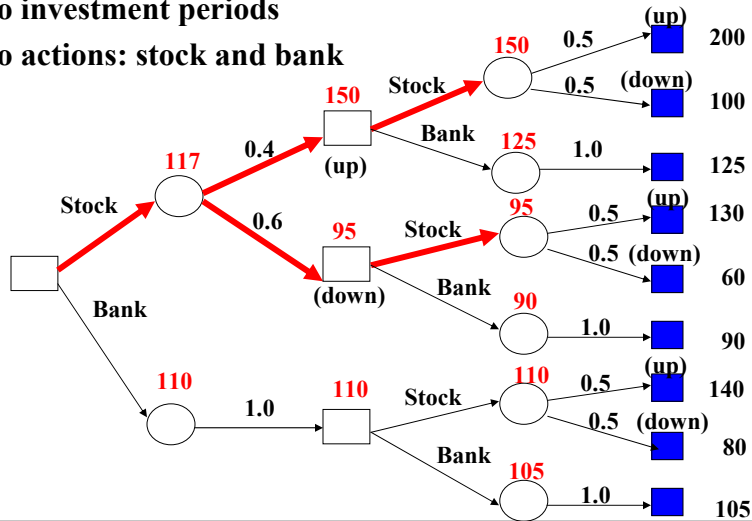 o investment periods
o actions: stock and bank
(up)
200
150
0.5
0.5
(down)
100
Stock
150
Bank
125
1.0
125
117
0.4
(up)
(up)
130
Stock
0.6
95
Stock
95
0.5
0.5
(down)
60
(down)
Bank
90
1.0
90
Bank
110
1.0
110
Stock
110
0.5
(up)
140
0.5
(down)
80
Bank
105
1.0
105